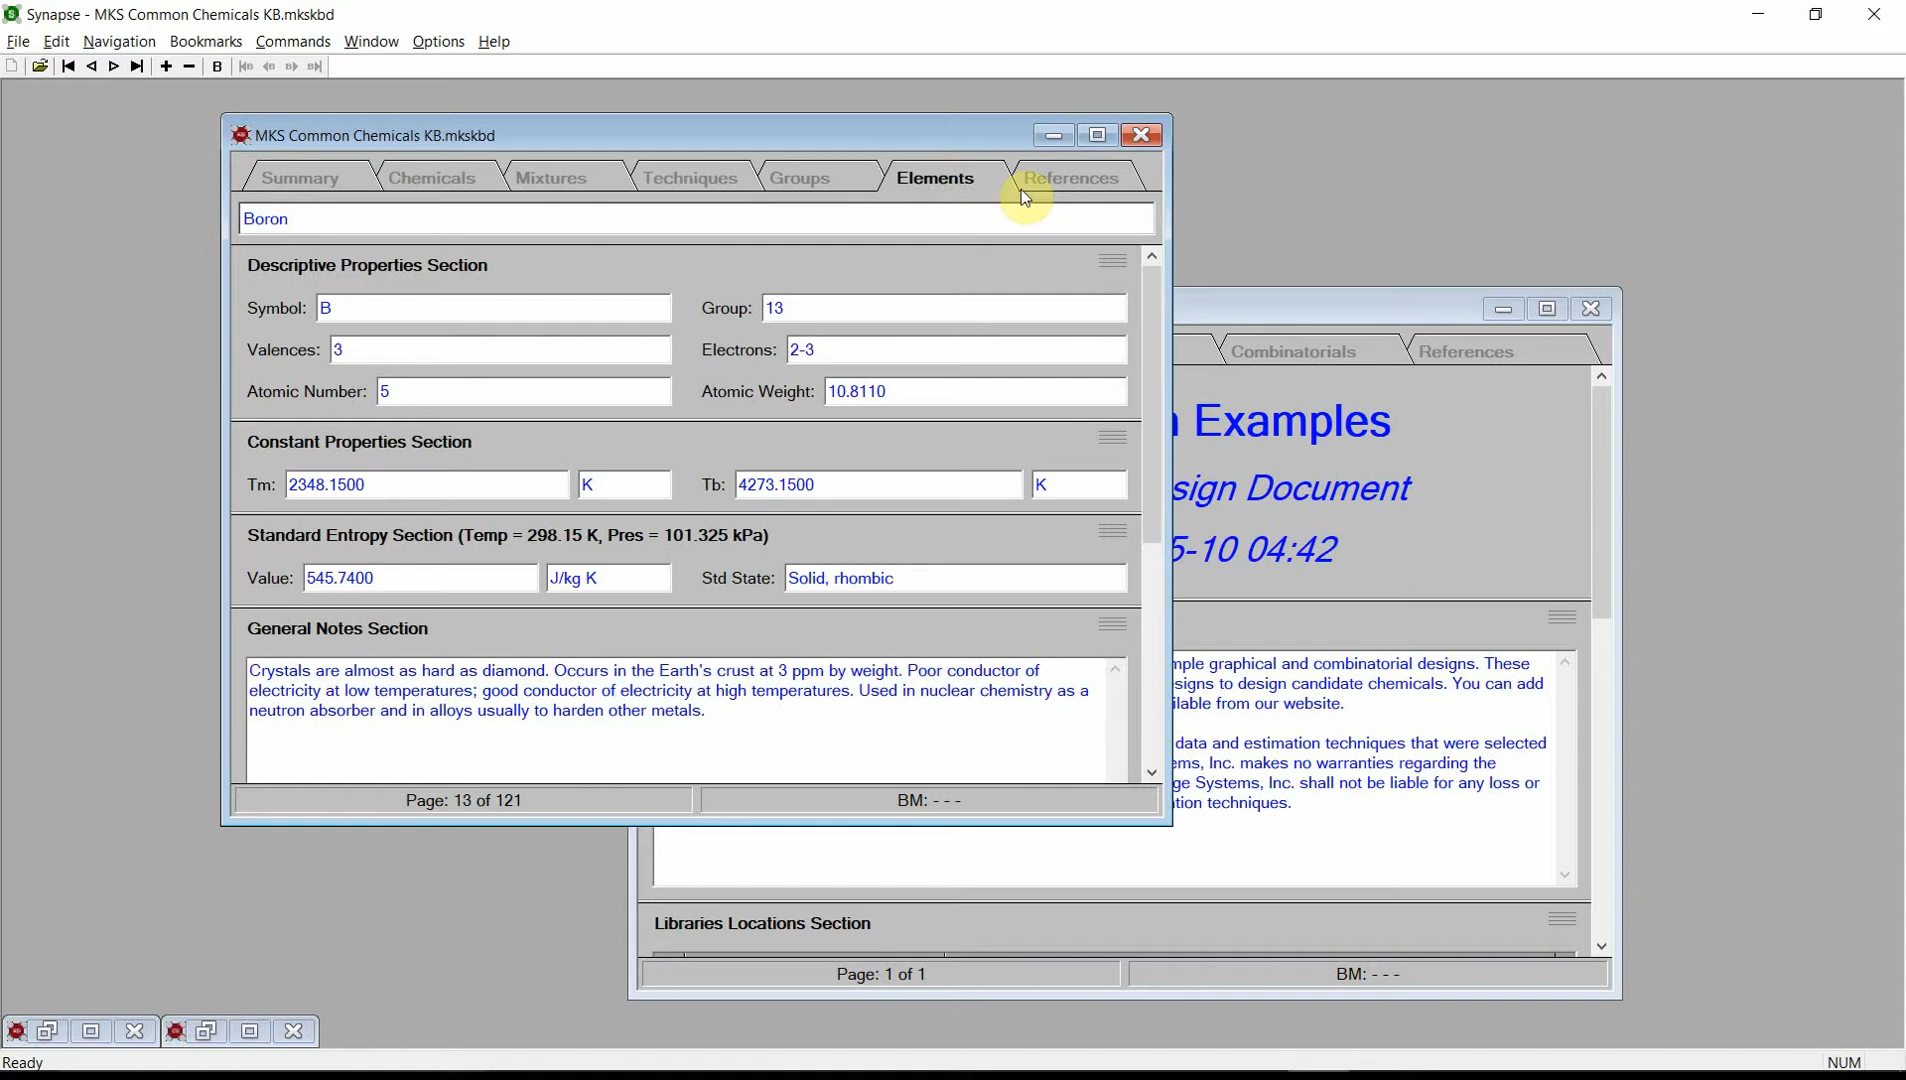 Synapse - MKS Common Chemicals KB.mkskbd
File Edit Navigation Bookmarks Commands Window Options Help
B
MKS Common Chemicals KB.mkskbd
Summary Chemicals Mixtures Techniques Groups Elements References
Boron
Descriptive Properties Section
Symbol: B Group: 13
Valences: 3 Electrons: 2-3
Atomic Number: 5 Atomic Weight: 10.8110
Constant Properties Section
Tm: 2348.1500 K Tb: 4273.1500 K
Standard Entropy Section (Temp = 298.15 K, Pres = 101.325 kPa)
Value: 545.7400 J/kg K Std State: Solid, rhombic
General Notes Section
Crystals are almost as hard as diamond. Occurs in the Earth's crust at 3 ppm by weight. Poor conductor of
electricity at low temperatures; good conductor of electricity at high temperatures. Used in nuclear chemistry as a
neutron absorber and in alloys usually to harden other metals.
Page: 13 of 121 BM: - - -
Combinatorials References
Examples
sign Document
-10 04:42
mple graphical and combinatorial designs. These
signs to design candidate chemicals. You can add
ilable from our website.
data and estimation techniques that were selected
ems, Inc. makes no warranties regarding the
ge Systems, Inc. shall not be liable for any loss or
tion techniques.
Libraries Locations Section
Page: 1 of 1 BM: - - -
Ready NUM